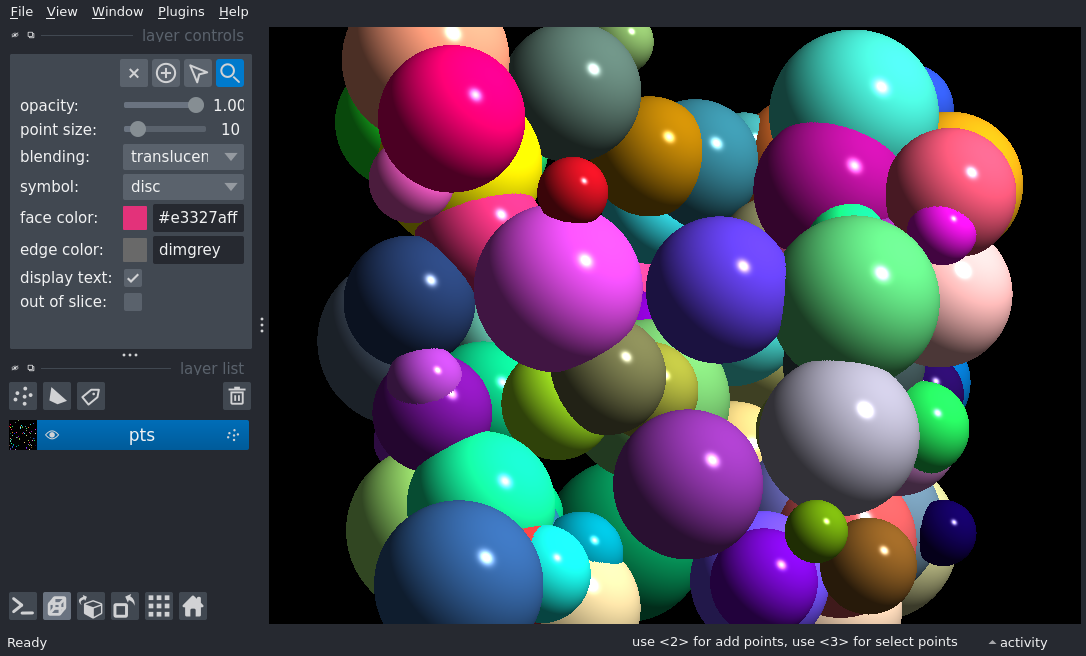 File View Window Plugins Help
layer controls
opacity: 1.00
point size: 10
blending: translucen
symbol: disc
face color: #e3327aff
edge color: dimgrey
display text:
out of slice:
layer list
pts
Ready
use <2> for add points, use <3> for select points
activity